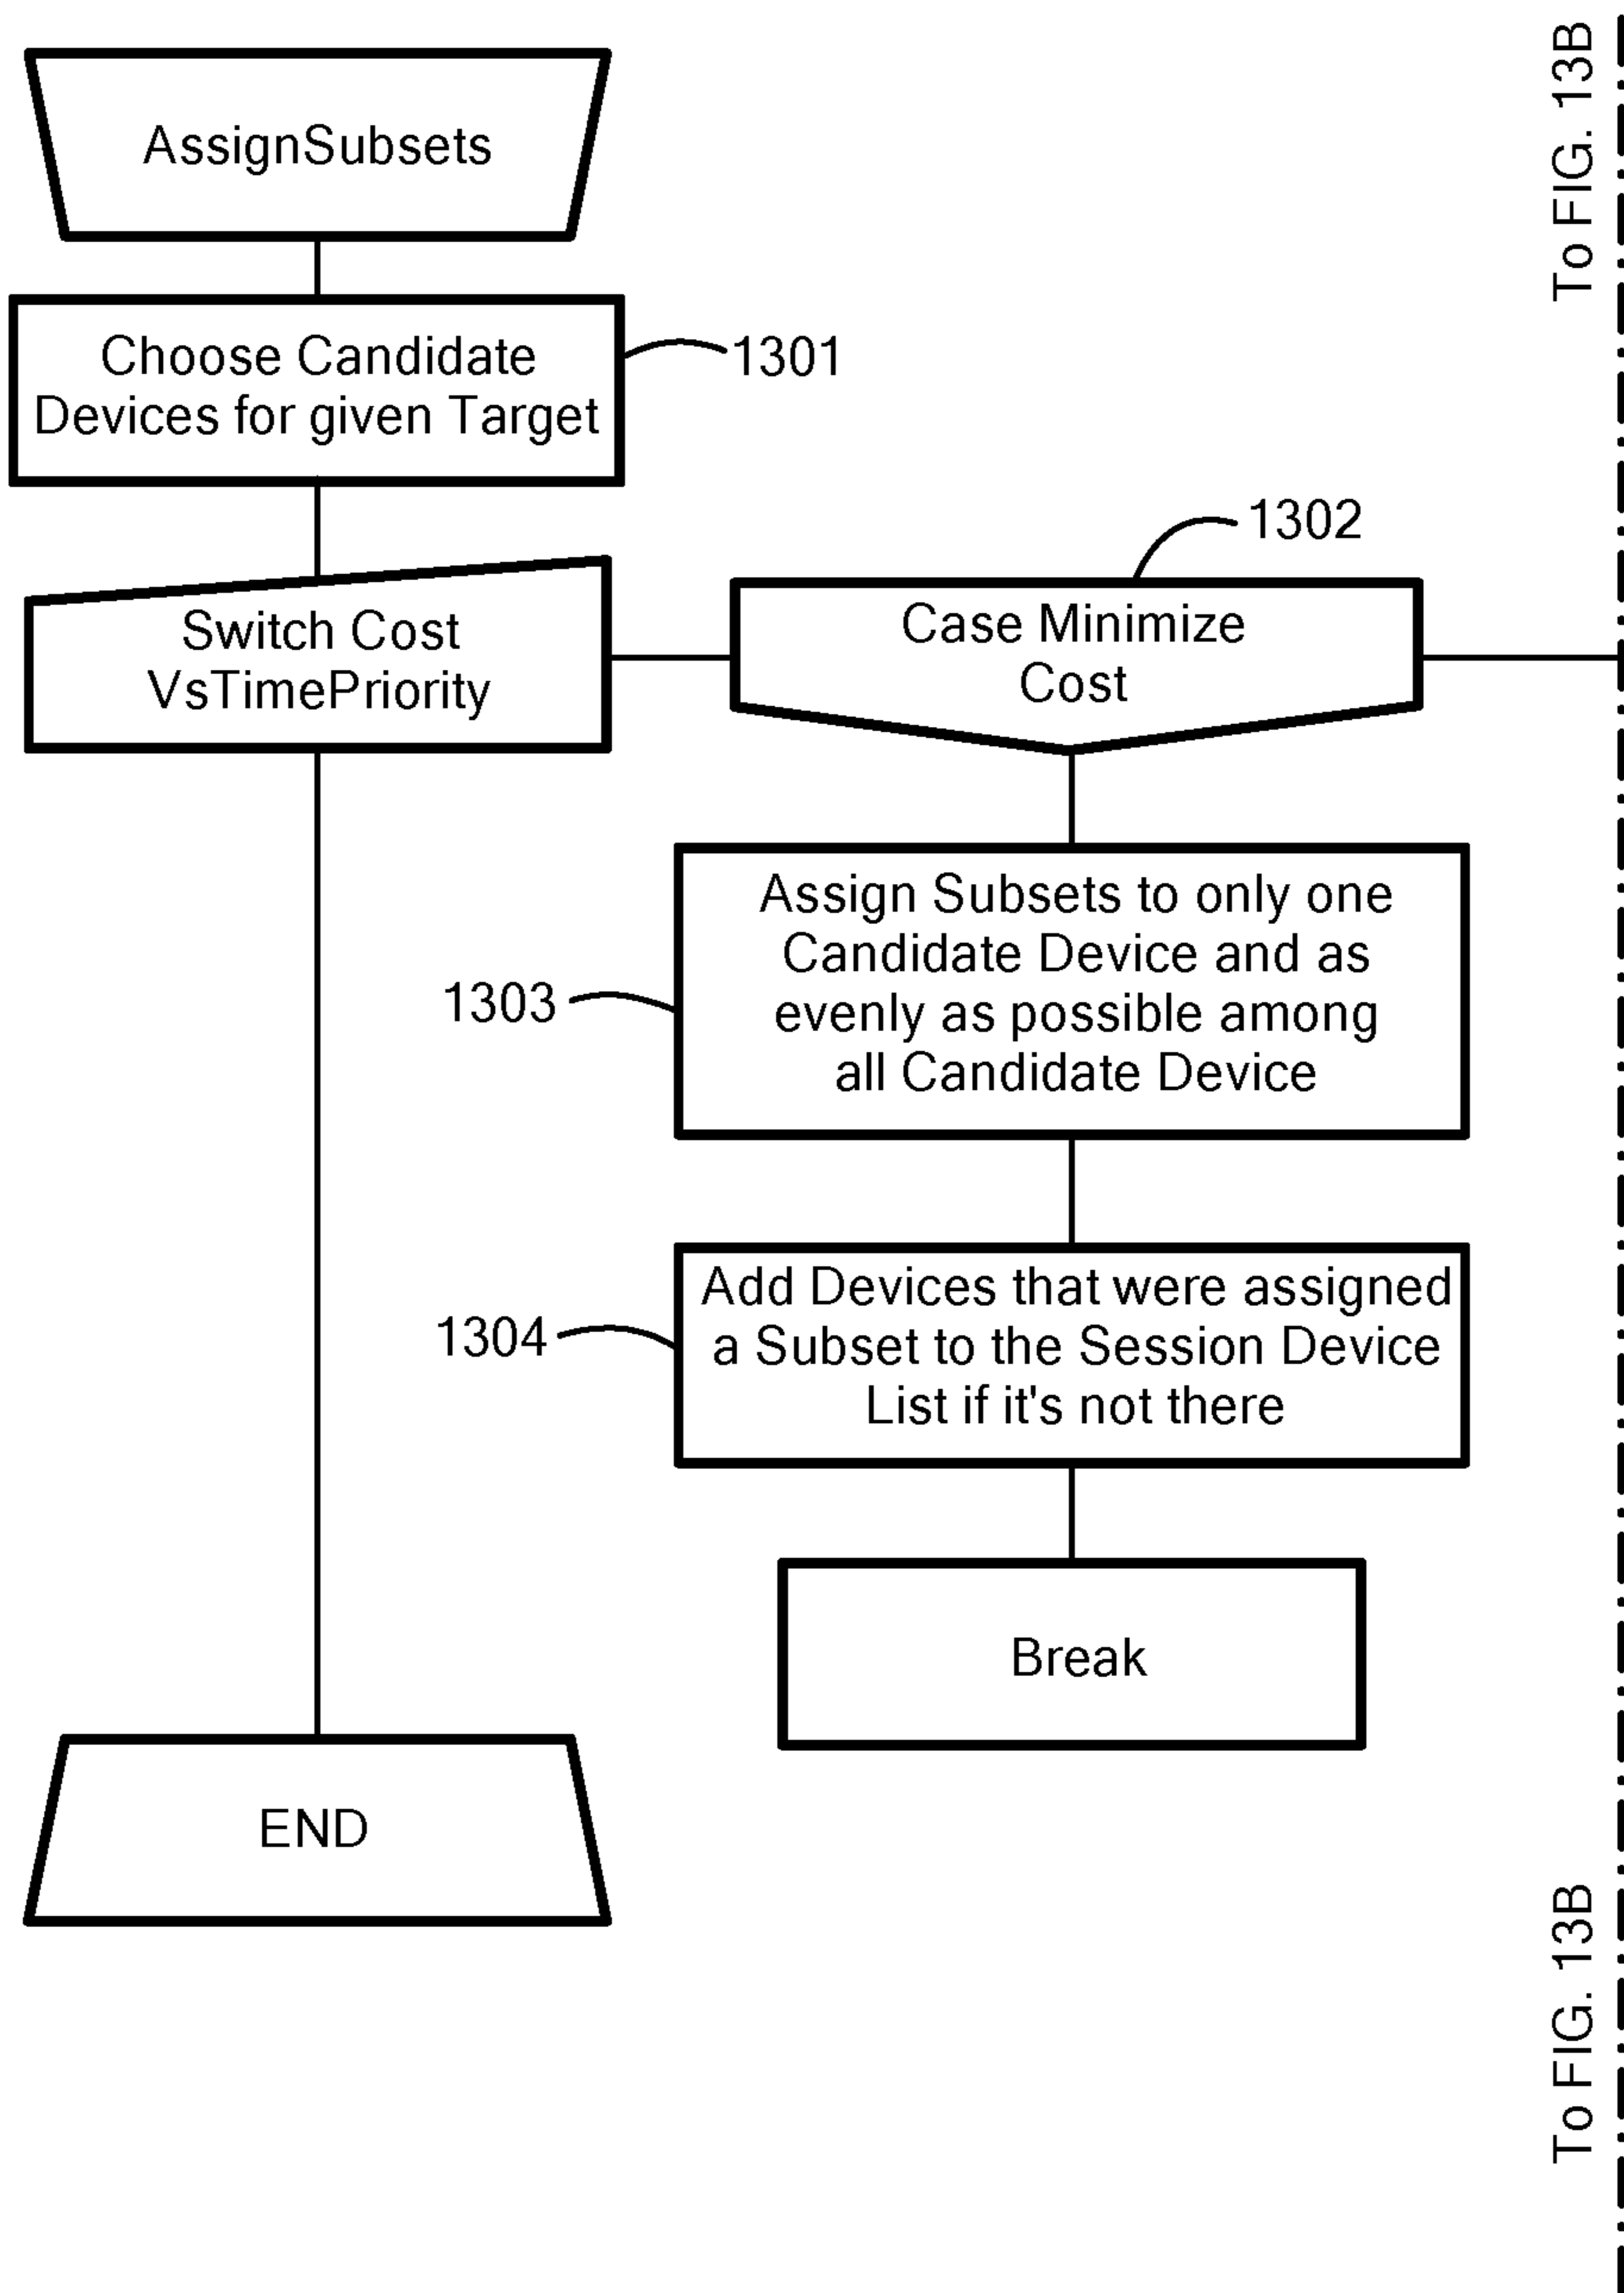 AssignSubsets
Choose Candidate
Devices for given Target
1301
Switch Cost
VsTimePriority
1302
Case Minimize
Cost
1303
Assign Subsets to only one
Candidate Device and as
evenly as possible among
all Candidate Device
1304
Add Devices that were assigned
a Subset to the Session Device
List if it's not there
Break
END
To FIG. 13B
To FIG. 13B